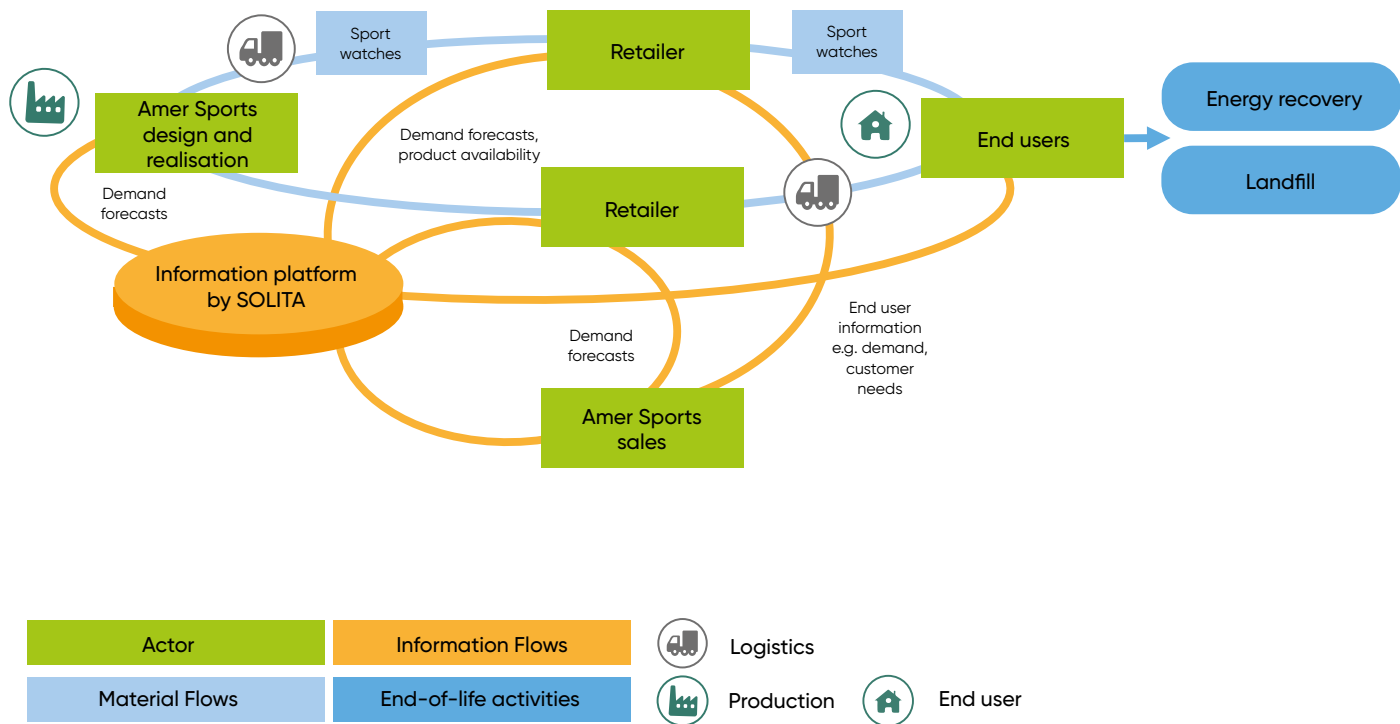 Sport
watches
Retailer
Sport
watches
Energy recovery
Amer Sports
design and
realisation
End users
Demand forecasts,
product availability
Landfill
Demand
forecasts
Retailer
Information platform
by SOLITA
End user
information
e.g. demand,
customer
needs
Demand
forecasts
Amer Sports
sales
Actor
Information Flows
Logistics
Material Flows
End-of-life activities
Production
End user